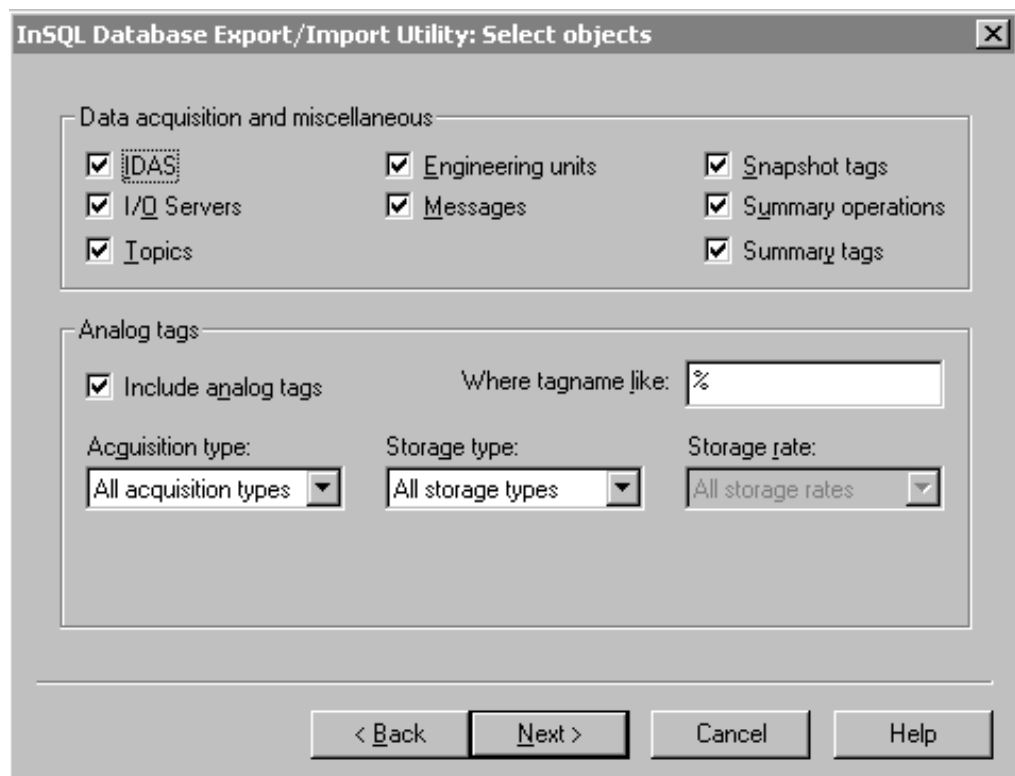 InSQL Database Export/Import Utility: Select objects
Data acquisition and miscellaneous
IDAS Engineering units Snapshot tags
I/O Servers Messages Summary operations
Topics Summary tags
Analog tags
Include analog tags Where tagname like: %
Acquisition type: Storage type: Storage rate:
All acquisition types All storage types All storage rates
< Back Next > Cancel Help